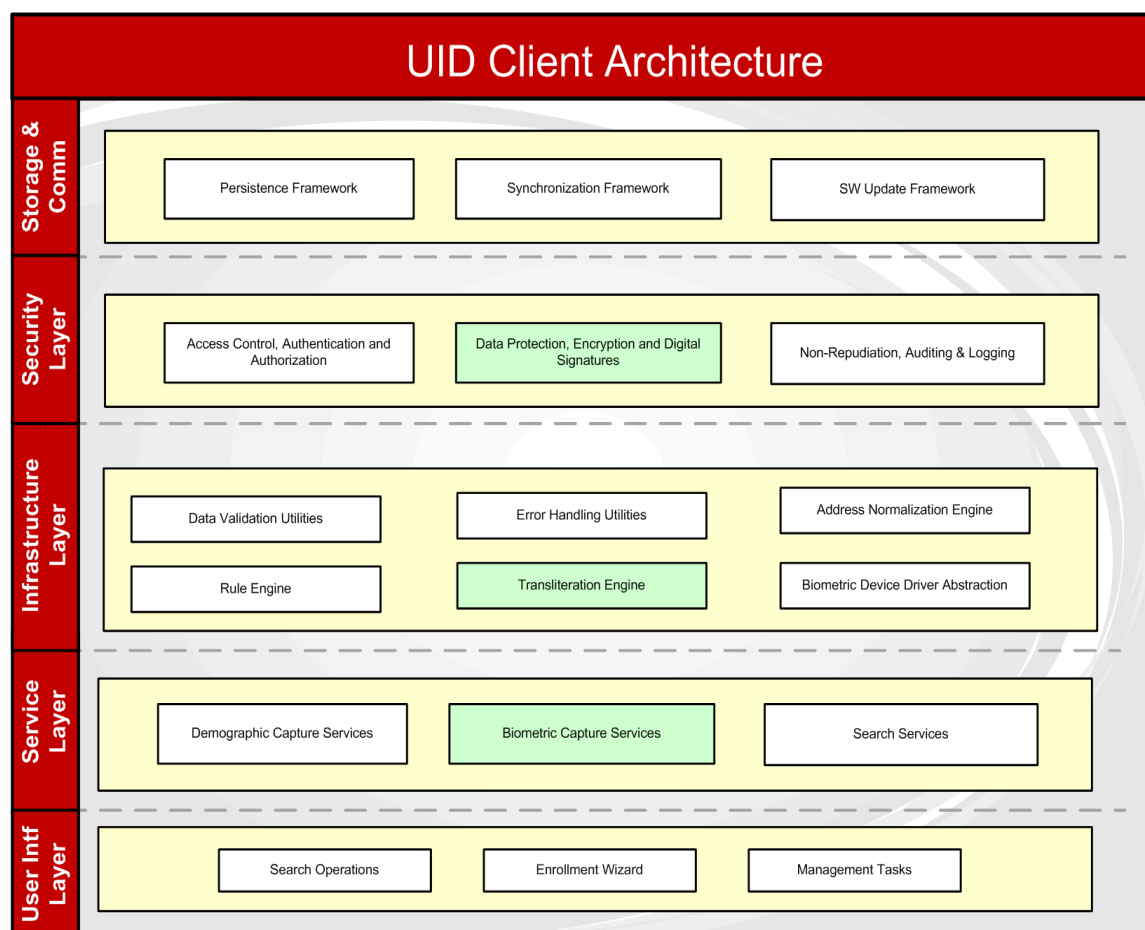 UID Client Architecture
Storage &
Comm
Persistence Framework
Synchronization Framework
SW Update Framework
Security
Layer
Access Control, Authentication and
Authorization
Data Protection, Encryption and Digital
Signatures
Non-Repudiation, Auditing & Logging
Infrastructure
Layer
Data Validation Utilities
Error Handling Utilities
Address Normalization Engine
Rule Engine
Transliteration Engine
Biometric Device Driver Abstraction
Service
Layer
Demographic Capture Services
Biometric Capture Services
Search Services
User Intf
Layer
Search Operations
Enrollment Wizard
Management Tasks